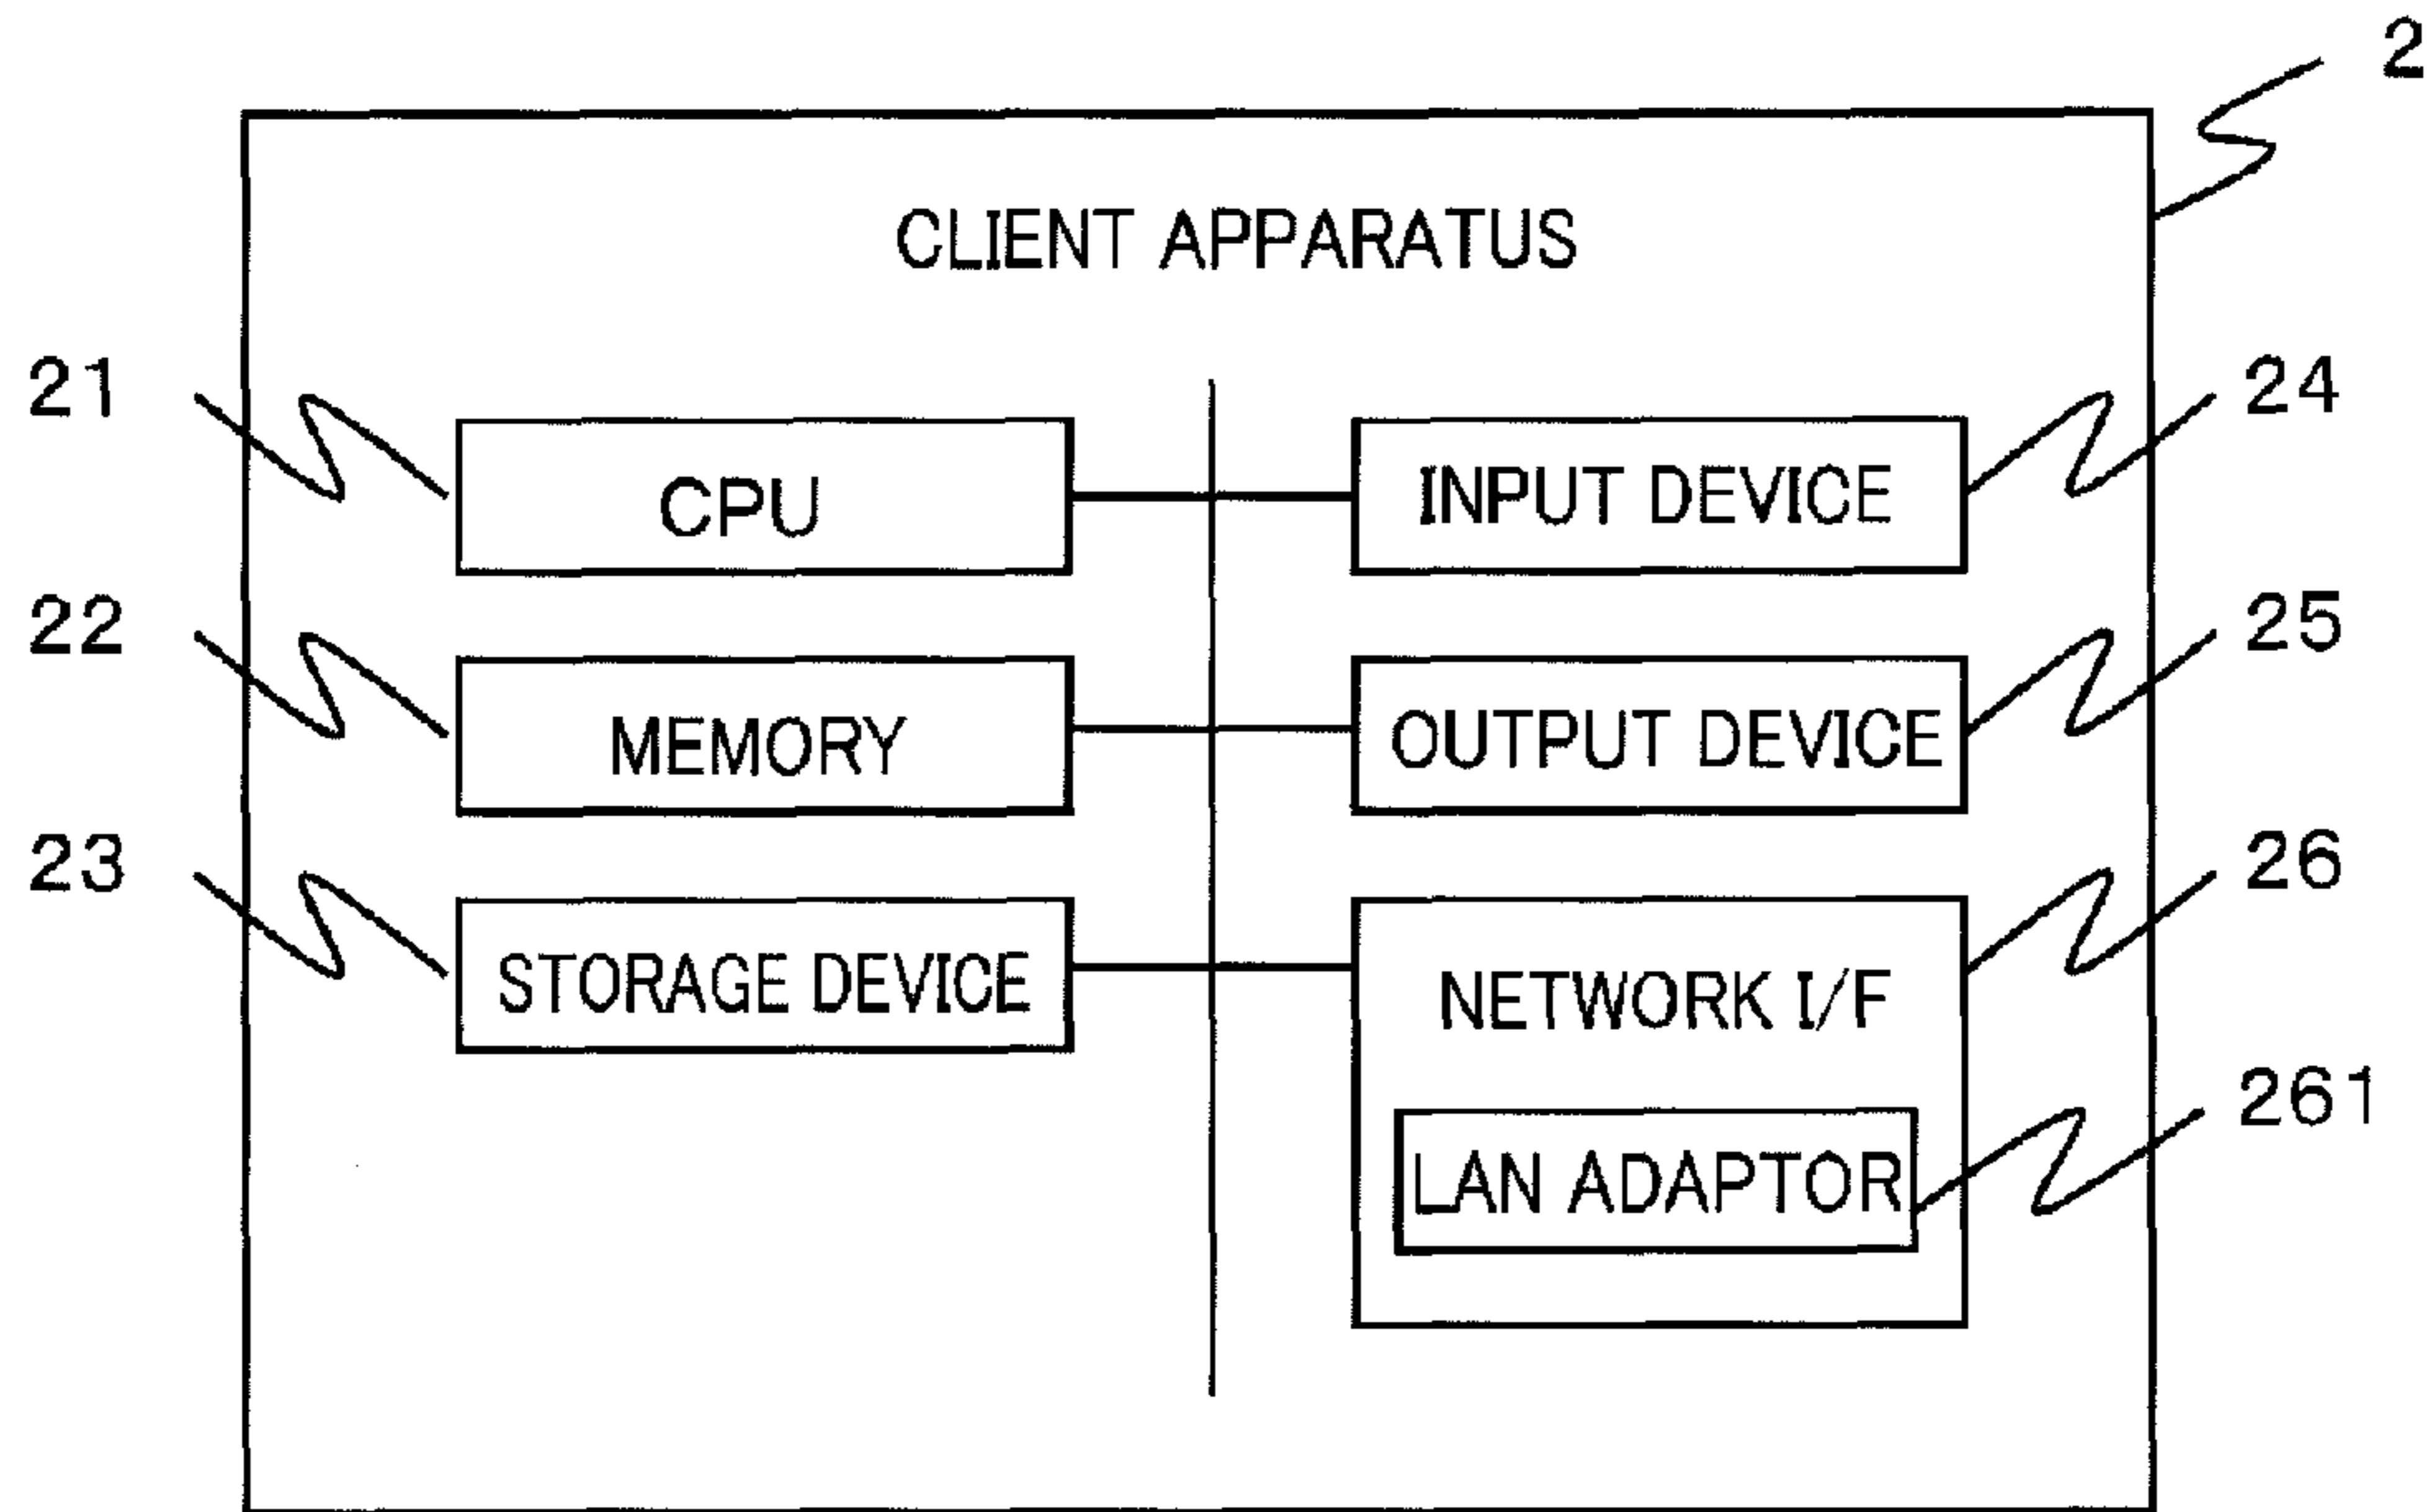 2
CLIENT APPARATUS
21
CPU
INPUT DEVICE
24
22
MEMORY
OUTPUT DEVICE
25
23
STORAGE DEVICE
NETWORK I/F
26
LAN ADAPTOR
261